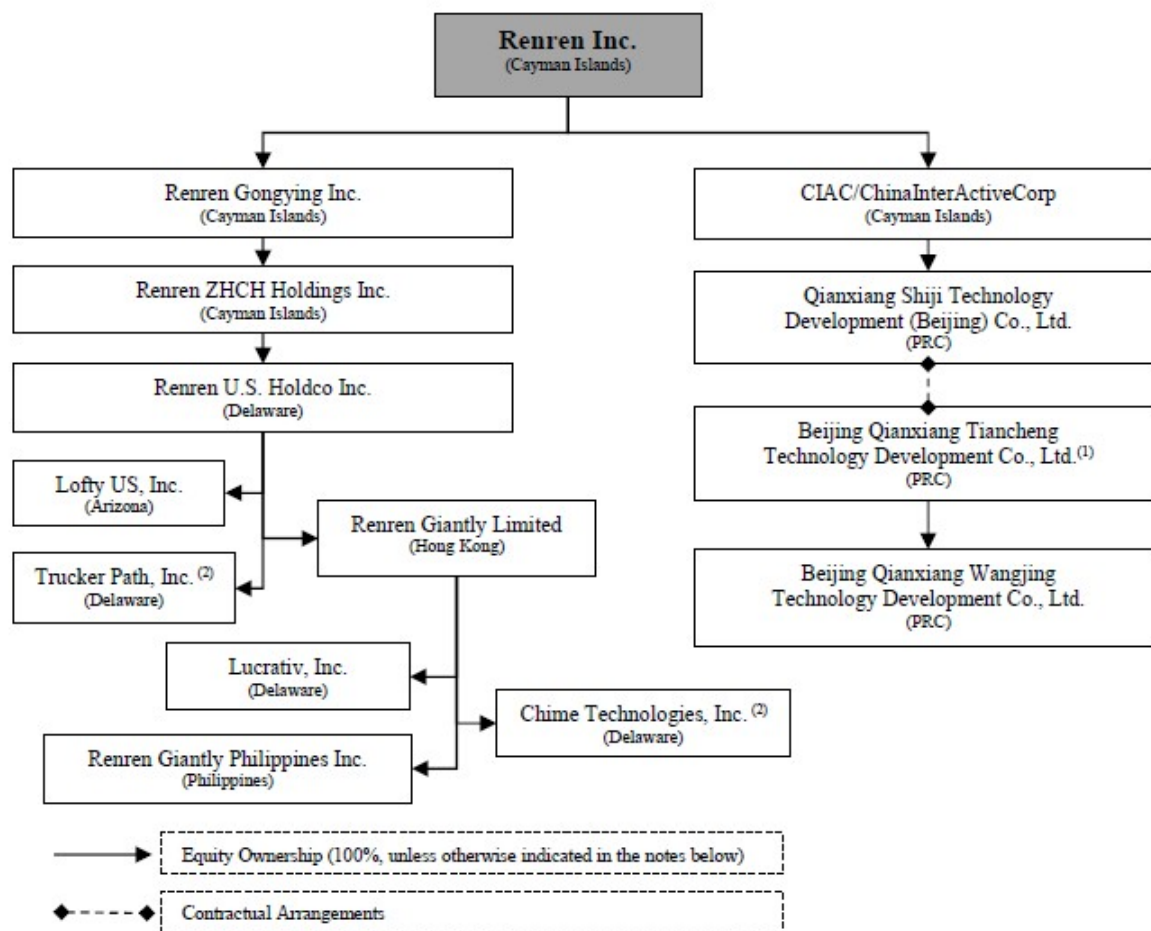 Renren Inc.
(Cayman Islands)
Renren Gongying Inc.
(Cayman Islands)
CIAC/ChinaInterActiveCorp
(Cayman Islands)
Renren ZHCH Holdings Inc.
(Cayman Islands)
Qianxiang Shiji Technology
Development (Beijing) Co., Ltd.
(PRC)
Renren U.S. Holdco Inc.
(Delaware)
Beijing Qianxiang Tiancheng
Technology Development Co., Ltd.(1)
(PRC)
Lofty US, Inc.
(Arizona)
Renren Giantly Limited
(Hong Kong)
Trucker Path, Inc. (2)
(Delaware)
Beijing Qianxiang Wangjing
Technology Development Co., Ltd.
(PRC)
Lucrativ, Inc.
(Delaware)
Chime Technologies, Inc. (2)
(Delaware)
Renren Giantly Philippines Inc.
(Philippines)
Equity Ownership (100%, unless otherwise indicated in the notes below)
Contractual Arrangements